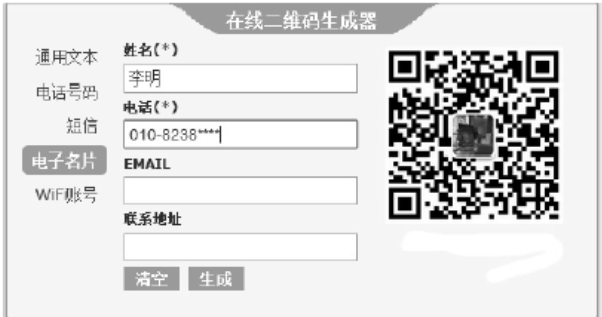 在线二维码生成器
通用文本
电话号码
短信
电子名片
WiFi账号
姓名(*)
李明
电话(*)
010-8238****
EMAIL
联系地址
清空 生成